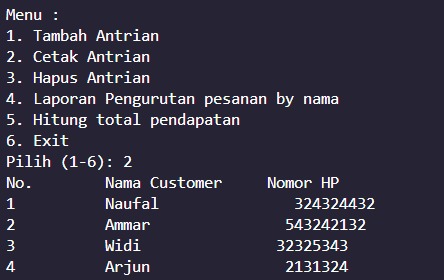 Menu :
1. Tambah Antrian
2. Cetak Antrian
3. Hapus Antrian
4. Laporan Pengurutan pesanan by nama
5. Hitung total pendapatan
6. Exit
Pilih (1-6): 2
No. Nama Customer Nomor HP
1 Naufal 324324432
2 Ammar 543242132
3 Widi 32325343
4 Arjun 2131324